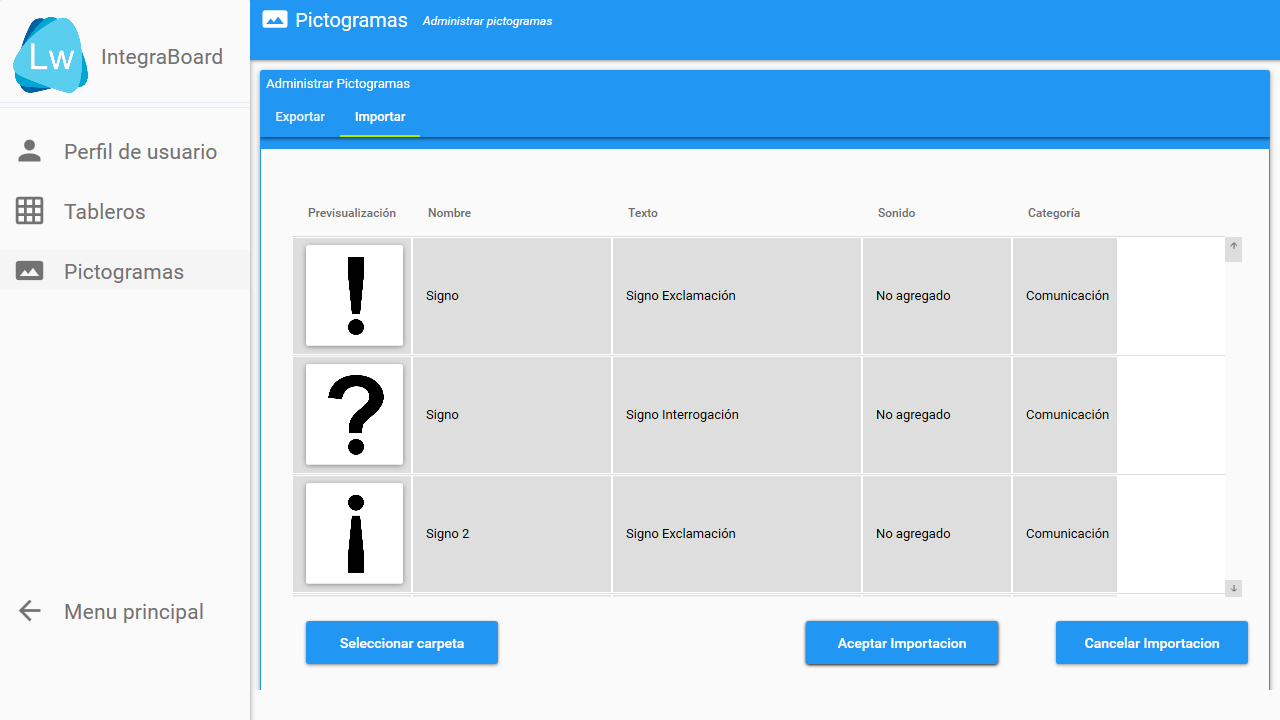 Lw IntegraBoard
Perfil de usuario
Tableros
Pictogramas
Menu principal
Pictogramas Administrar pictogramas
Administrar Pictogramas
Exportar Importar
Previsualización Nombre Texto Sonido Categoría
! Signo Signo Exclamación No agregado Comunicación
? Signo Signo Interrogación No agregado Comunicación
¡ Signo 2 Signo Exclamación No agregado Comunicación
Seleccionar carpeta Aceptar Importacion Cancelar Importacion